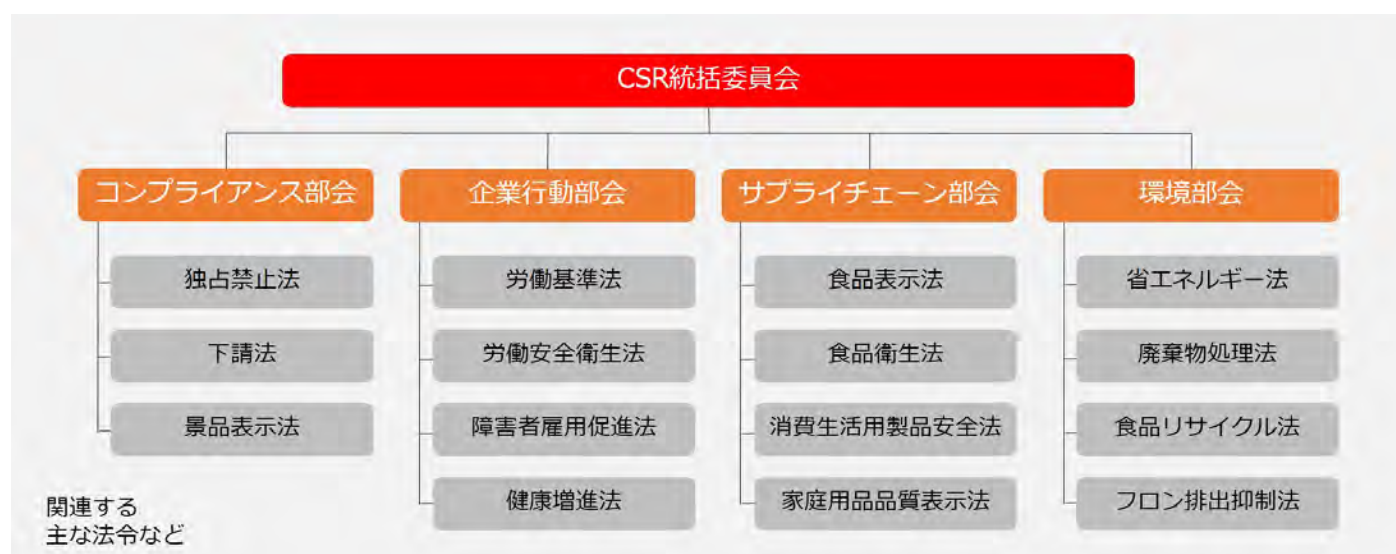 CSR統括委員会
コンプライアンス部会
企業行動部会
サプライチェーン部会
環境部会
独占禁止法
労働基準法
食品表示法
省エネルギー法
下請法
労働安全衛生法
食品衛生法
廃棄物処理法
景品表示法
障害者雇用促進法
消費生活用製品安全法
食品リサイクル法
健康増進法
家庭用品品質表示法
フロン排出抑制法
関連する
主な法令など